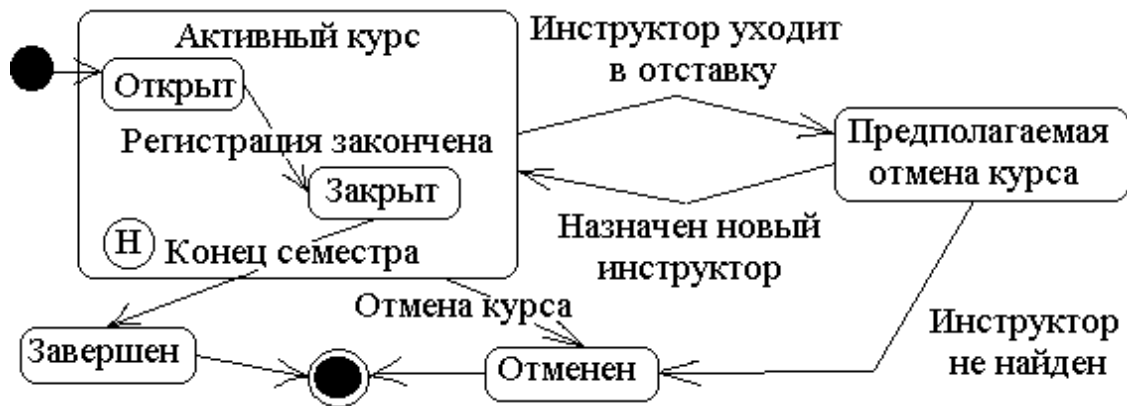 Активный курс
Открыт
Регистрация закончена
Закрыт
Н
Конец семестра
Инструктор уходит
в отставку
Предполагаемая
отмена курса
Назначен новый
инструктор
Отмена курса
Инструктор
не найден
Завершен
Отменен